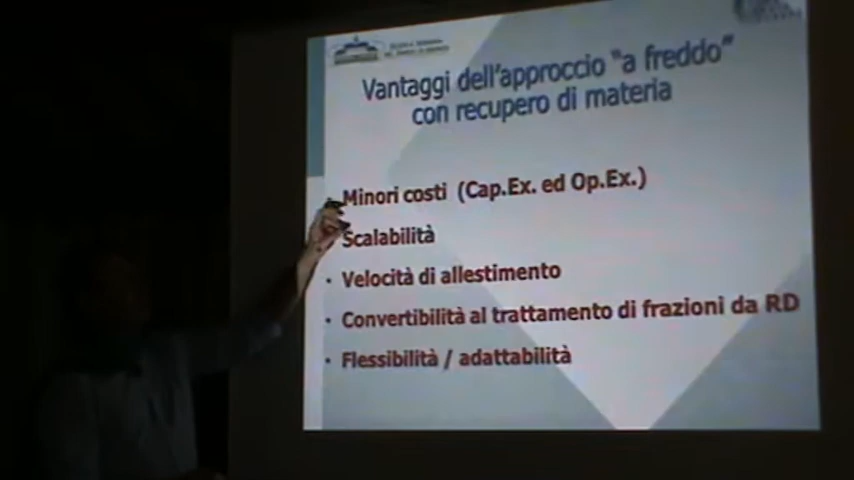 Vantaggi dell'approccio "a freddo"
con recupero di materia
Minori costi (Cap.Ex. ed Op.Ex.)
Scalabilità
• Velocità di allestimento
• Convertibilità al trattamento di frazioni da RD
• Flessibilità / adattabilità